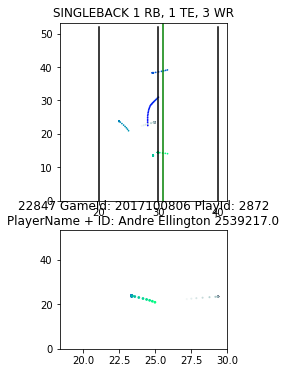 SINGLEBACK 1 RB, 1 TE, 3 WR
50
40
30
20
10
0
20 30 40
22847 GameId: 2017100806 PlayId: 2872
PlayerName + ID: Andre Ellington 2539217.0
40
20
0
20.0 22.5 25.0 27.5 30.0